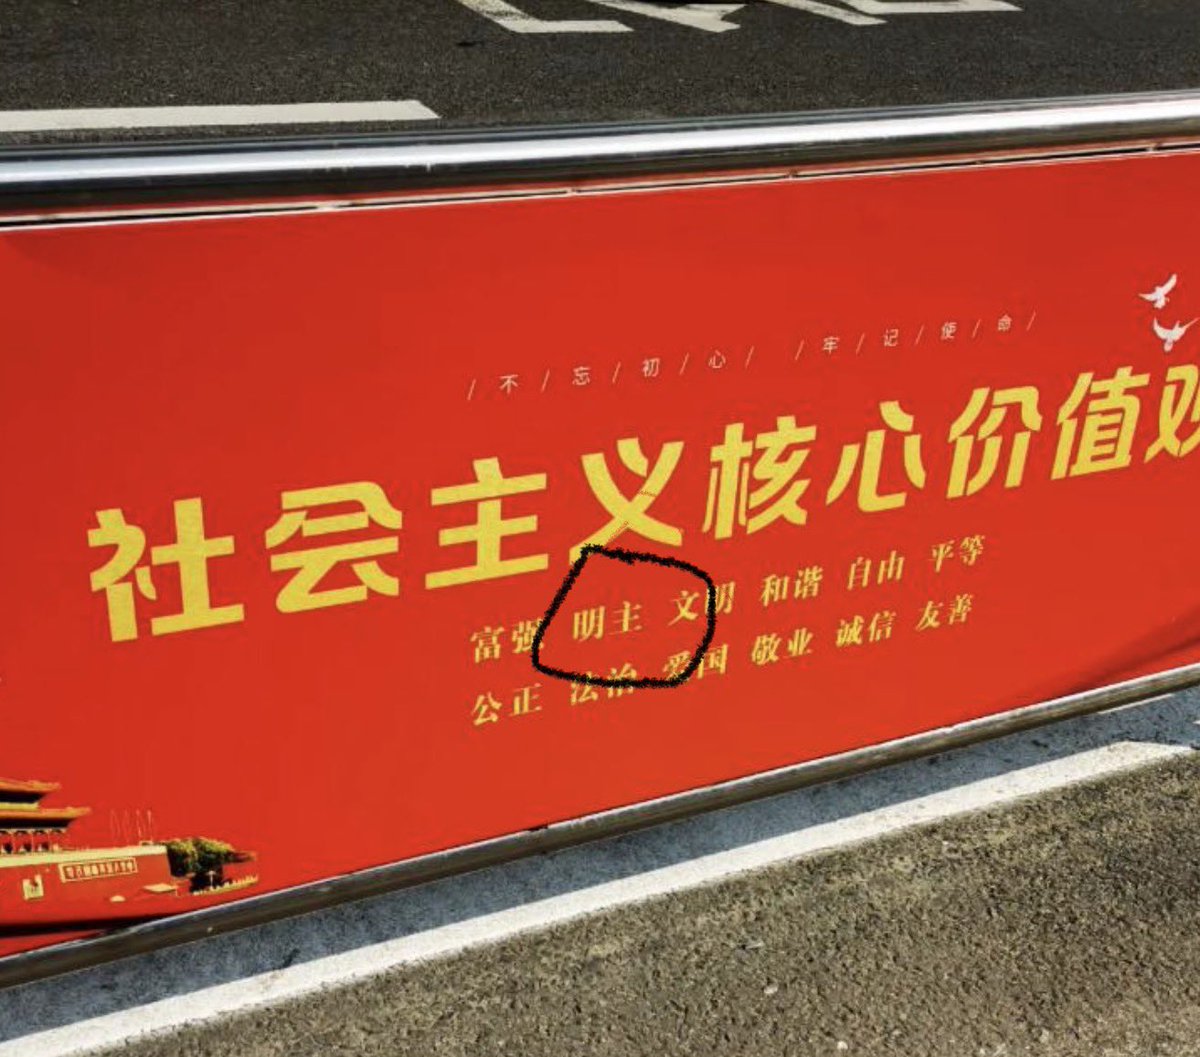 / 不 / 忘 / 初 / 心 / / 牢 / 记 / 使 / 命 /
社会主义核心价值观
富强 明主 文明 和谐 自由 平等
公正 法治 爱国 敬业 诚信 友善